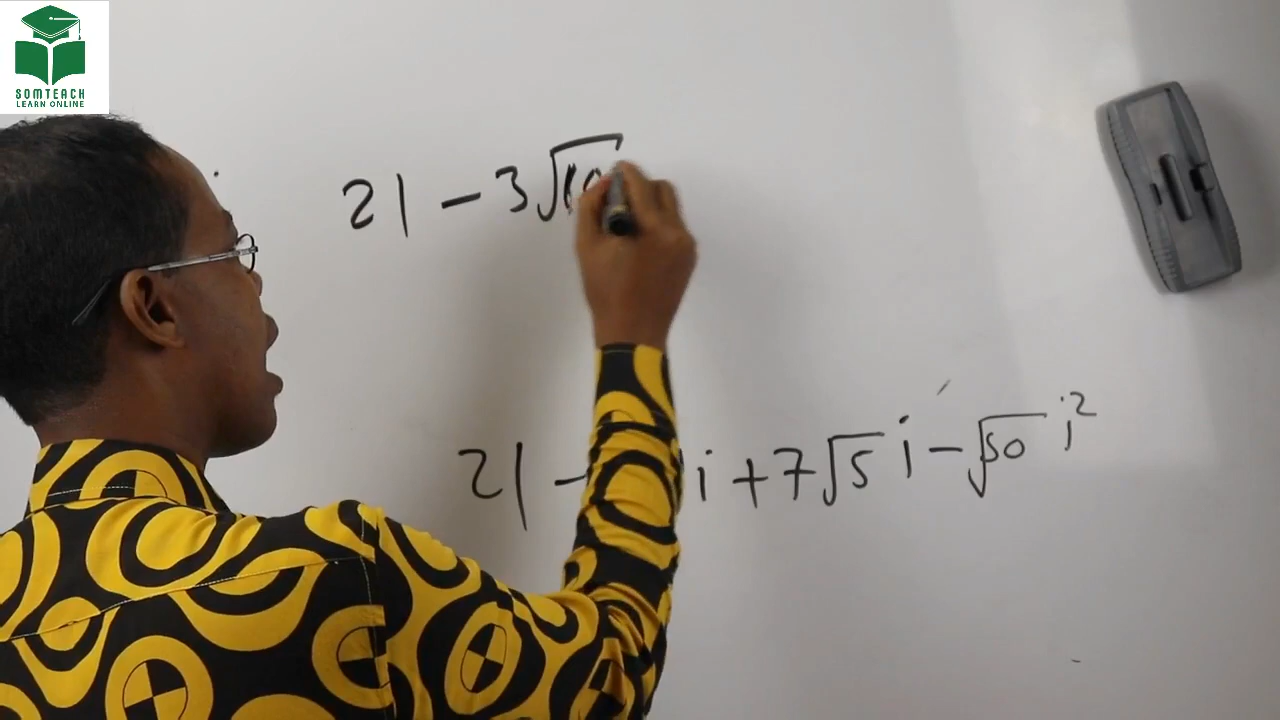 SOMTEACH
LEARN ONLINE
21 - 3√10
21 - i + 7√5 i - √50 i²